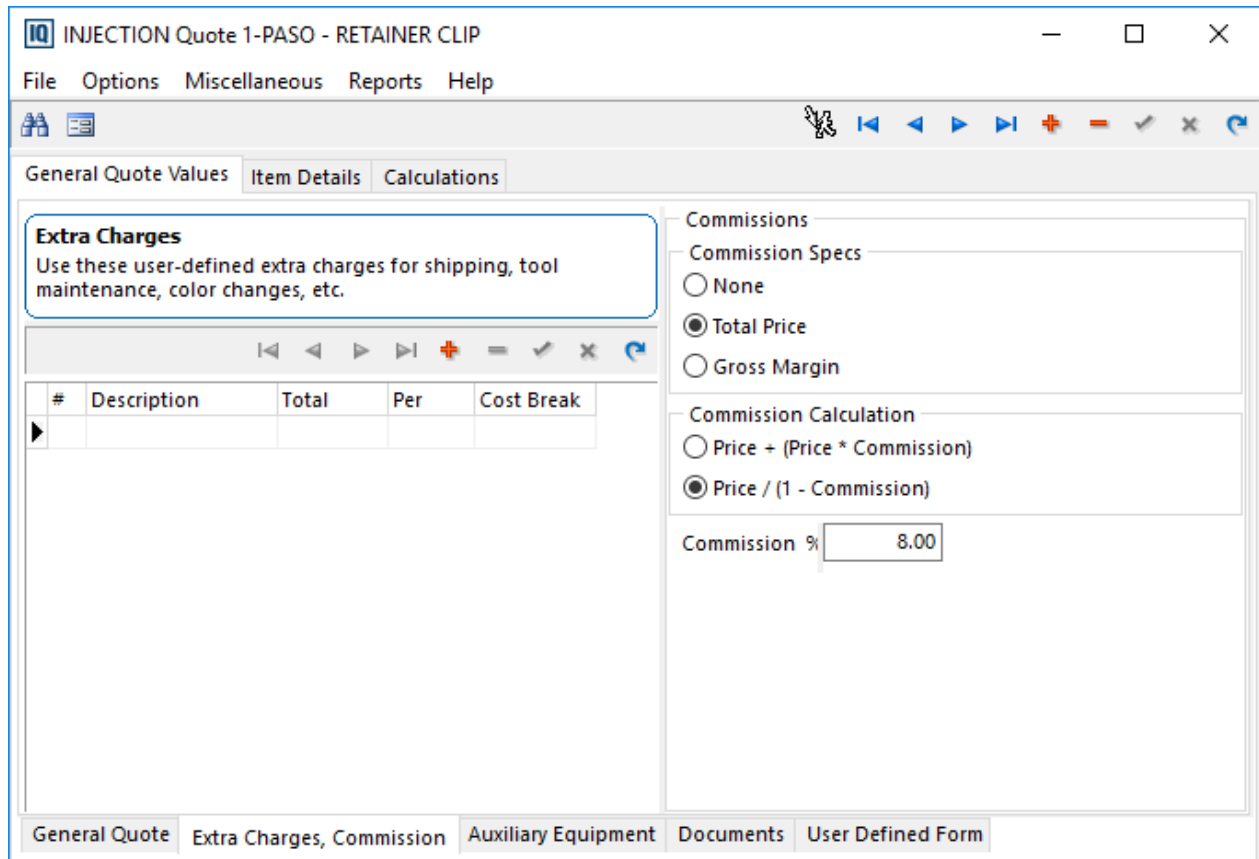 IQ INJECTION Quote 1-PASO - RETAINER CLIP
File Options Miscellaneous Reports Help
General Quote Values Item Details Calculations
Extra Charges
Use these user-defined extra charges for shipping, tool
maintenance, color changes, etc.
# Description Total Per Cost Break
Commissions
Commission Specs
None
Total Price
Gross Margin
Commission Calculation
Price + (Price * Commission)
Price / (1 - Commission)
Commission % 8.00
General Quote Extra Charges, Commission Auxiliary Equipment Documents User Defined Form